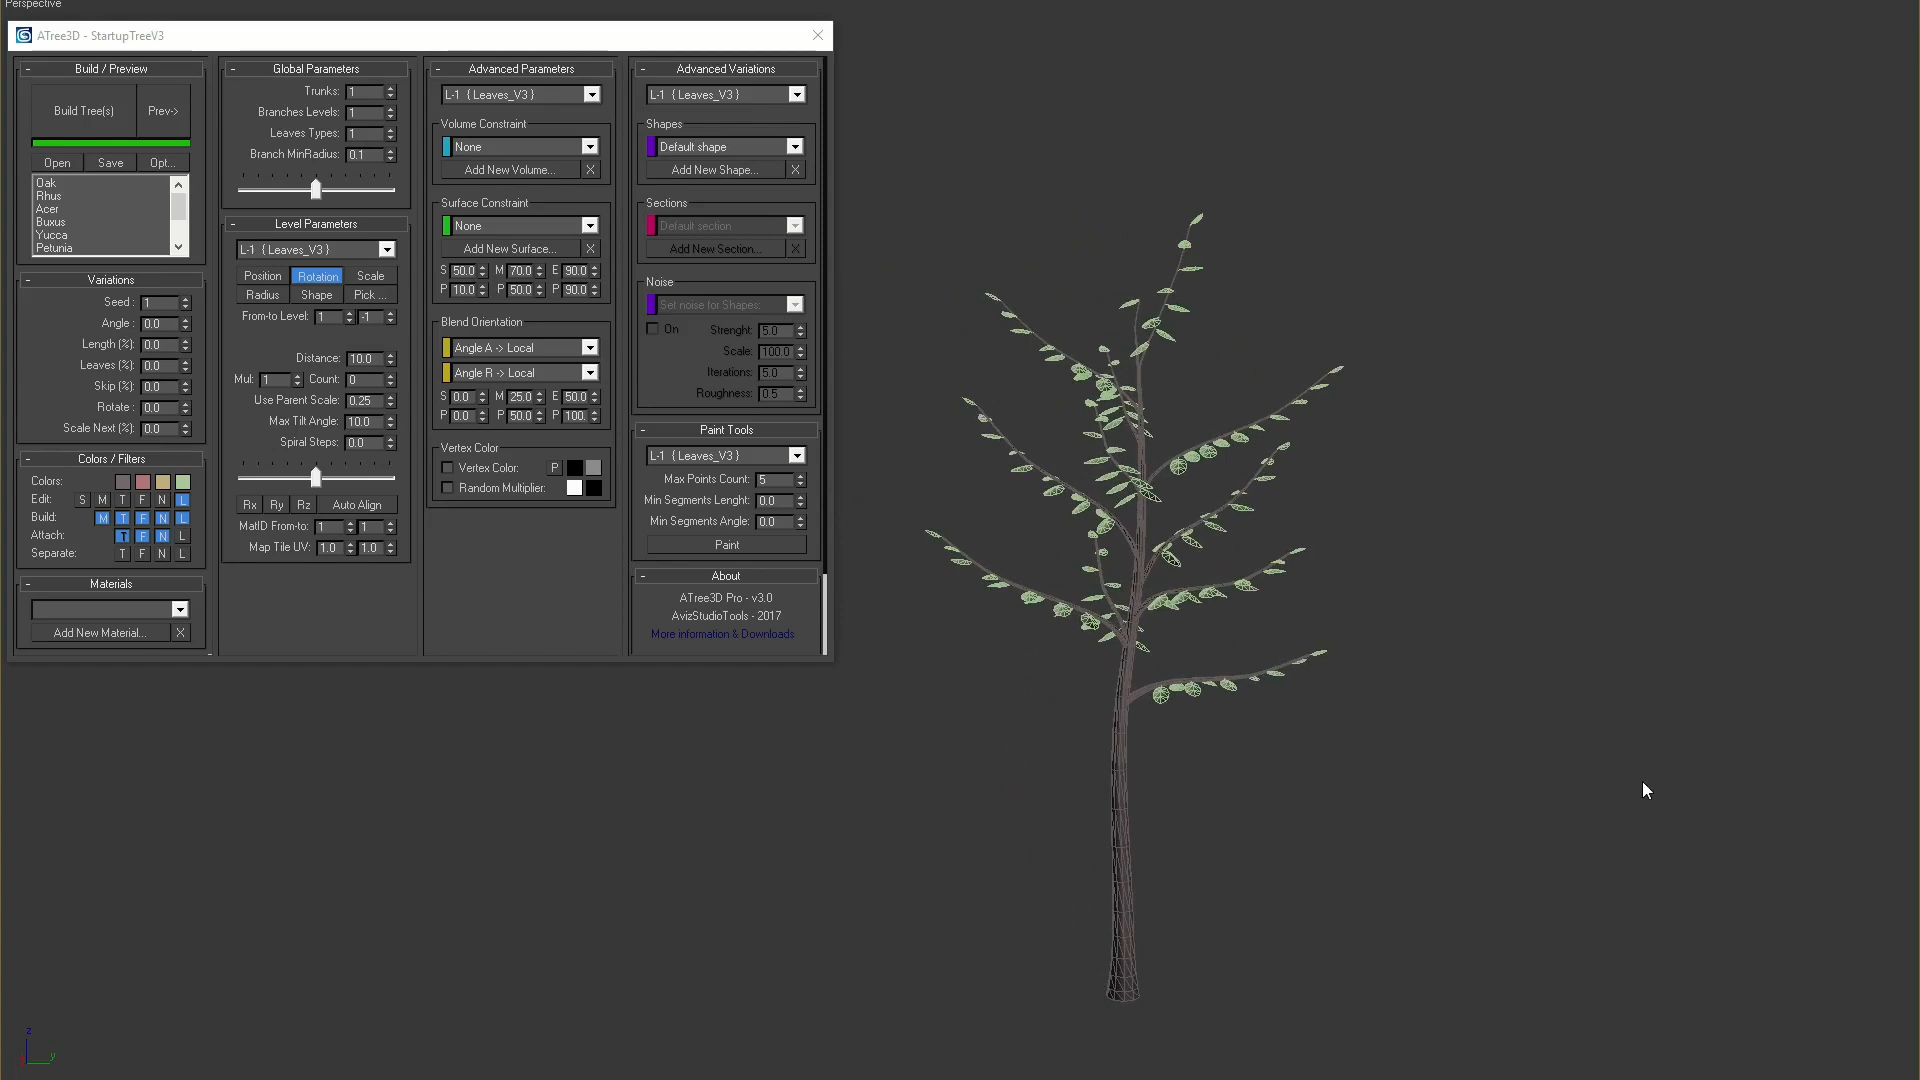 Perspective
ATree3D - StartupTreeV3
- Build / Preview
Build Tree(s) Prev->
Open Save Opt...
Oak
Rhus
Acer
Buxus
Yucca
Petunia
- Variations
Seed : 1
Angle : 0.0
Length (%): 0.0
Leaves (%): 0.0
Skip (%): 0.0
Rotate : 0.0
Scale Next (%): 0.0
- Colors / Filters
Colors:
Edit: S M T F N L
Build: M T F N L
Attach: T F N L
Separate: T F N L
- Materials
Add New Material... X
- Global Parameters
Trunks: 1
Branches Levels: 1
Leaves Types: 1
Branch MinRadius: 0.1
- Level Parameters
L-1 { Leaves_V3 }
Position Rotation Scale
Radius Shape Pick ...
From-to Level: 1 -1
Distance: 10.0
Mul: 1 Count: 0
Use Parent Scale: 0.25
Max Tilt Angle: 10.0
Spiral Steps: 0.0
Rx Ry Rz Auto Align
MatID From-to: 1 1
Map Tile UV: 1.0 1.0
- Advanced Parameters
L-1 { Leaves_V3 }
Volume Constraint
None
Add New Volume... X
Surface Constraint
None
Add New Surface... X
S 50.0 M 70.0 E 90.0
P 10.0 P 50.0 P 90.0
Blend Orientation
Angle A -> Local
Angle R -> Local
S 0.0 M 25.0 E 50.0
P 0.0 P 50.0 P 100.
Vertex Color
Vertex Color: P
Random Multiplier:
- Advanced Variations
L-1 { Leaves_V3 }
Shapes
Default shape
Add New Shape... X
Sections
Default section
Add New Section... X
Noise
Set noise for Shapes:
On Strenght: 5.0
Scale: 100.0
Iterations: 5.0
Roughness: 0.5
- Paint Tools
L-1 { Leaves_V3 }
Max Points Count: 5
Min Segments Lenght: 0.0
Min Segments Angle: 0.0
Paint
- About
ATree3D Pro - v3.0
AvizStudioTools - 2017
More information & Downloads
z
y